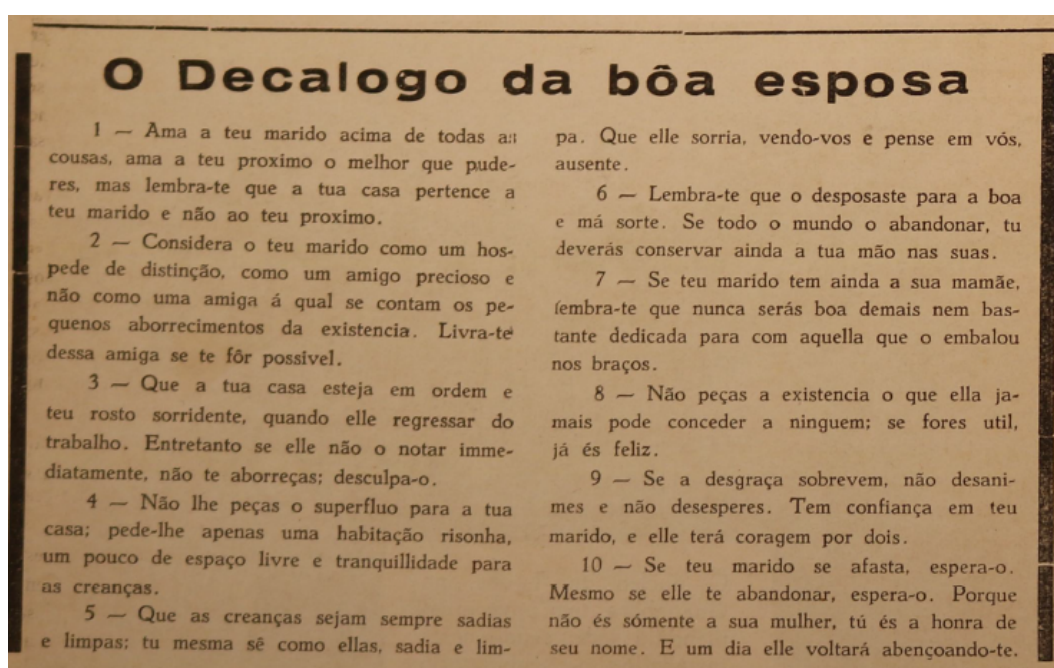 O Decalogo da bôa esposa
1 — Ama a teu marido acima de todas as
cousas, ama a teu proximo o melhor que pude-
res, mas lembra-te que a tua casa pertence a
teu marido e não ao teu proximo.
2 — Considera o teu marido como um hos-
pede de distinção, como um amigo precioso e
não como uma amiga á qual se contam os pe-
quenos aborrecimentos da existencia. Livra-te
dessa amiga se te fôr possivel.
3 — Que a tua casa esteja em ordem e
teu rosto sorridente, quando elle regressar do
trabalho. Entretanto se elle não o notar imme-
diatamente, não te aborreças; desculpa-o.
4 — Não lhe peças o superfluo para a tua
casa; pede-lhe apenas uma habitação risonha,
um pouco de espaço livre e tranquillidade para
as creanças.
5 — Que as creanças sejam sempre sadias
e limpas; tu mesma sê como ellas, sadia e lim-
pa. Que elle sorria, vendo-vos e pense em vós,
ausente.
6 — Lembra-te que o desposaste para a boa
e má sorte. Se todo o mundo o abandonar, tu
deverás conservar ainda a tua mão nas suas.
7 — Se teu marido tem ainda a sua mamãe,
lembra-te que nunca serás boa demais nem bas-
tante dedicada para com aquella que o embalou
nos braços.
8 — Não peças a existencia o que ella ja-
mais pode conceder a ninguem; se fores util,
já és feliz.
9 — Se a desgraça sobrevem, não desani-
mes e não desesperes. Tem confiança em teu
marido, e elle terá coragem por dois.
10 — Se teu marido se afasta, espera-o.
Mesmo se elle te abandonar, espera-o. Porque
não és sómente a sua mulher, tú és a honra de
seu nome. E um dia elle voltará abençoando-te.